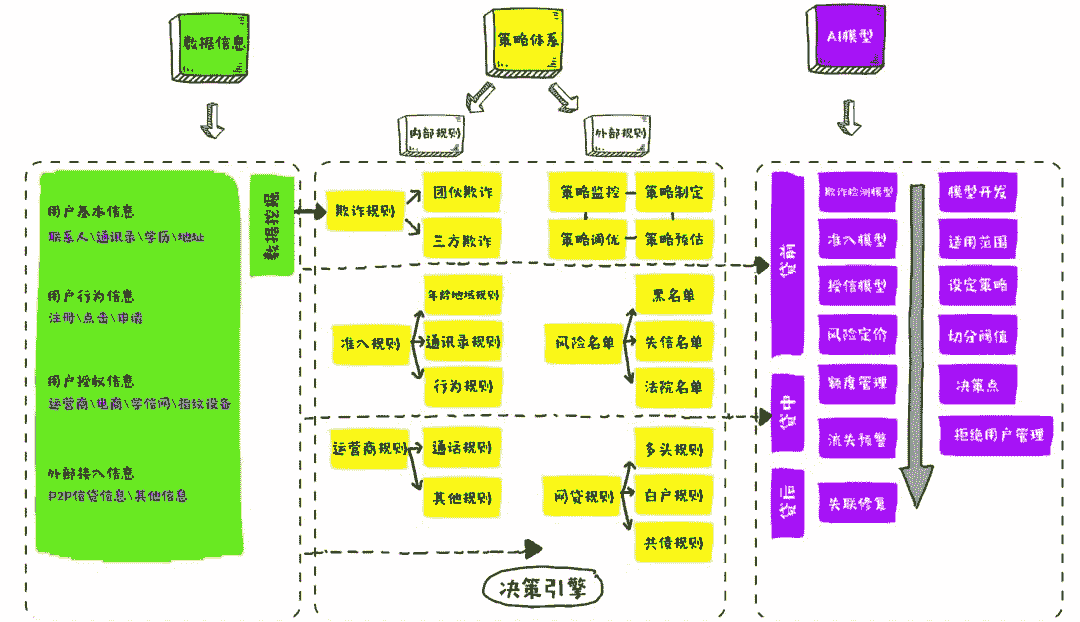 数据信息
策略体系
AI模型
内部规则
外部规则
用户基本信息
联系人\通讯录\学历\地址
用户行为信息
注册\点击\申请
用户授权信息
运营商\电商\学信网\指纹设备
外部接入信息
P2P信贷信息\其他信息
数据挖掘
欺诈规则
团伙欺诈
三方欺诈
准入规则
年龄地域规则
通讯录规则
行为规则
运营商规则
通话规则
其他规则
策略监控
策略制定
策略调优
策略预估
风险名单
黑名单
失信名单
法院名单
网贷规则
多头规则
白户规则
共债规则
决策引擎
贷前
贷中
贷后
欺诈检测模型
准入模型
授信模型
风险定价
额度管理
流失预警
失联修复
模型开发
适用范围
设定策略
切分阈值
决策点
拒绝用户管理